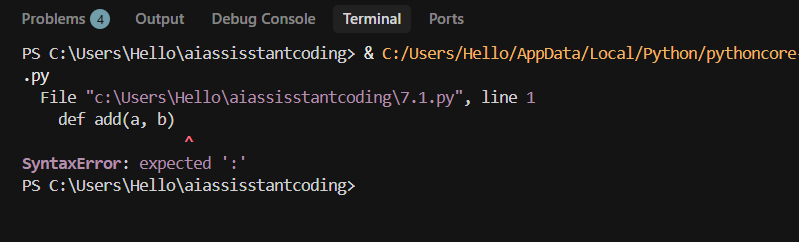 Problems 4 Output Debug Console Terminal Ports
PS C:\Users\Hello\aiassisstantcoding> & C:/Users/Hello/AppData/Local/Python/pythoncore-
.py
  File "c:\Users\Hello\aiassisstantcoding\7.1.py", line 1
    def add(a, b)
                 ^
SyntaxError: expected ':'
PS C:\Users\Hello\aiassisstantcoding>